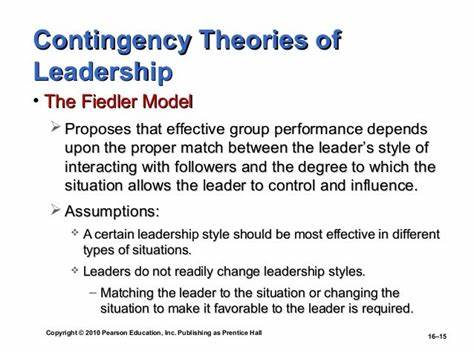 Contingency Theories of
Leadership
• The Fiedler Model
➢ Proposes that effective group performance depends
upon the proper match between the leader's style of
interacting with followers and the degree to which the
situation allows the leader to control and influence.
➢ Assumptions:
❖ A certain leadership style should be most effective in different
types of situations.
❖ Leaders do not readily change leadership styles.
– Matching the leader to the situation or changing the
situation to make it favorable to the leader is required.
Copyright © 2010 Pearson Education, Inc. Publishing as Prentice Hall
16–15